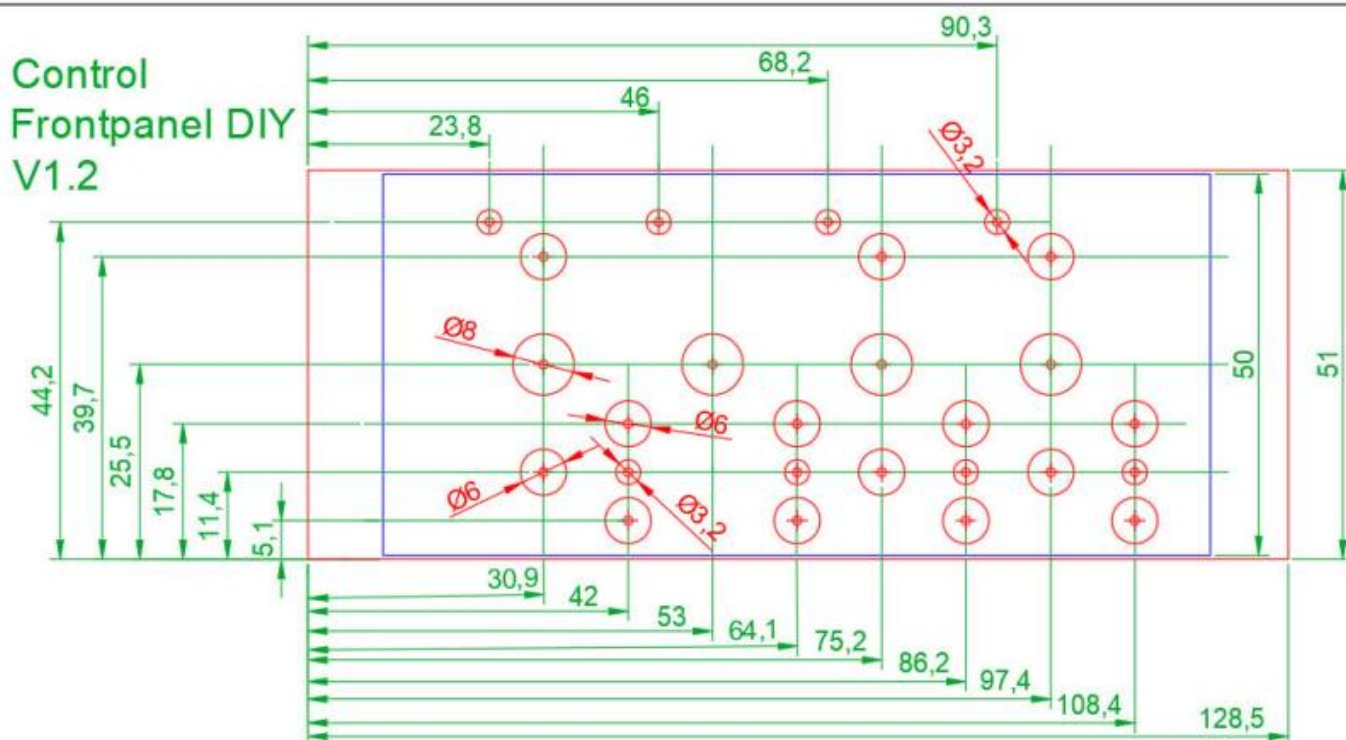 Control
Frontpanel DIY
V1.2
90,3
68,2
46
23,8
Ø3,2
Ø8
Ø6
Ø6
Ø3,2
44,2
39,7
25,5
17,8
11,4
5,1
50
51
30,9
42
53
64,1
75,2
86,2
97,4
108,4
128,5